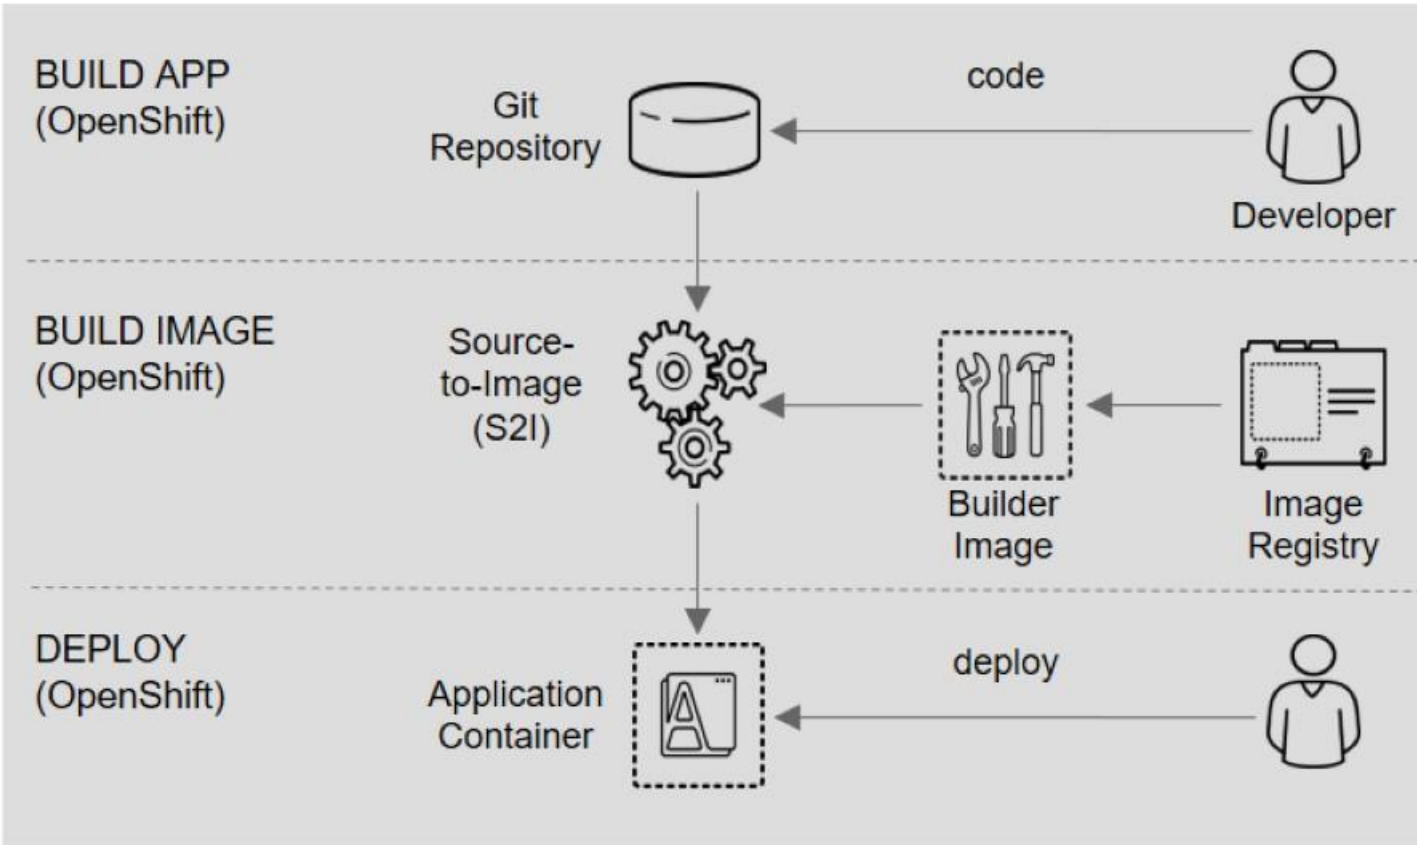 BUILD APP
(OpenShift)
Git
Repository
code
Developer
BUILD IMAGE
(OpenShift)
Source-
to-Image
(S2I)
Builder
Image
Image
Registry
DEPLOY
(OpenShift)
Application
Container
deploy